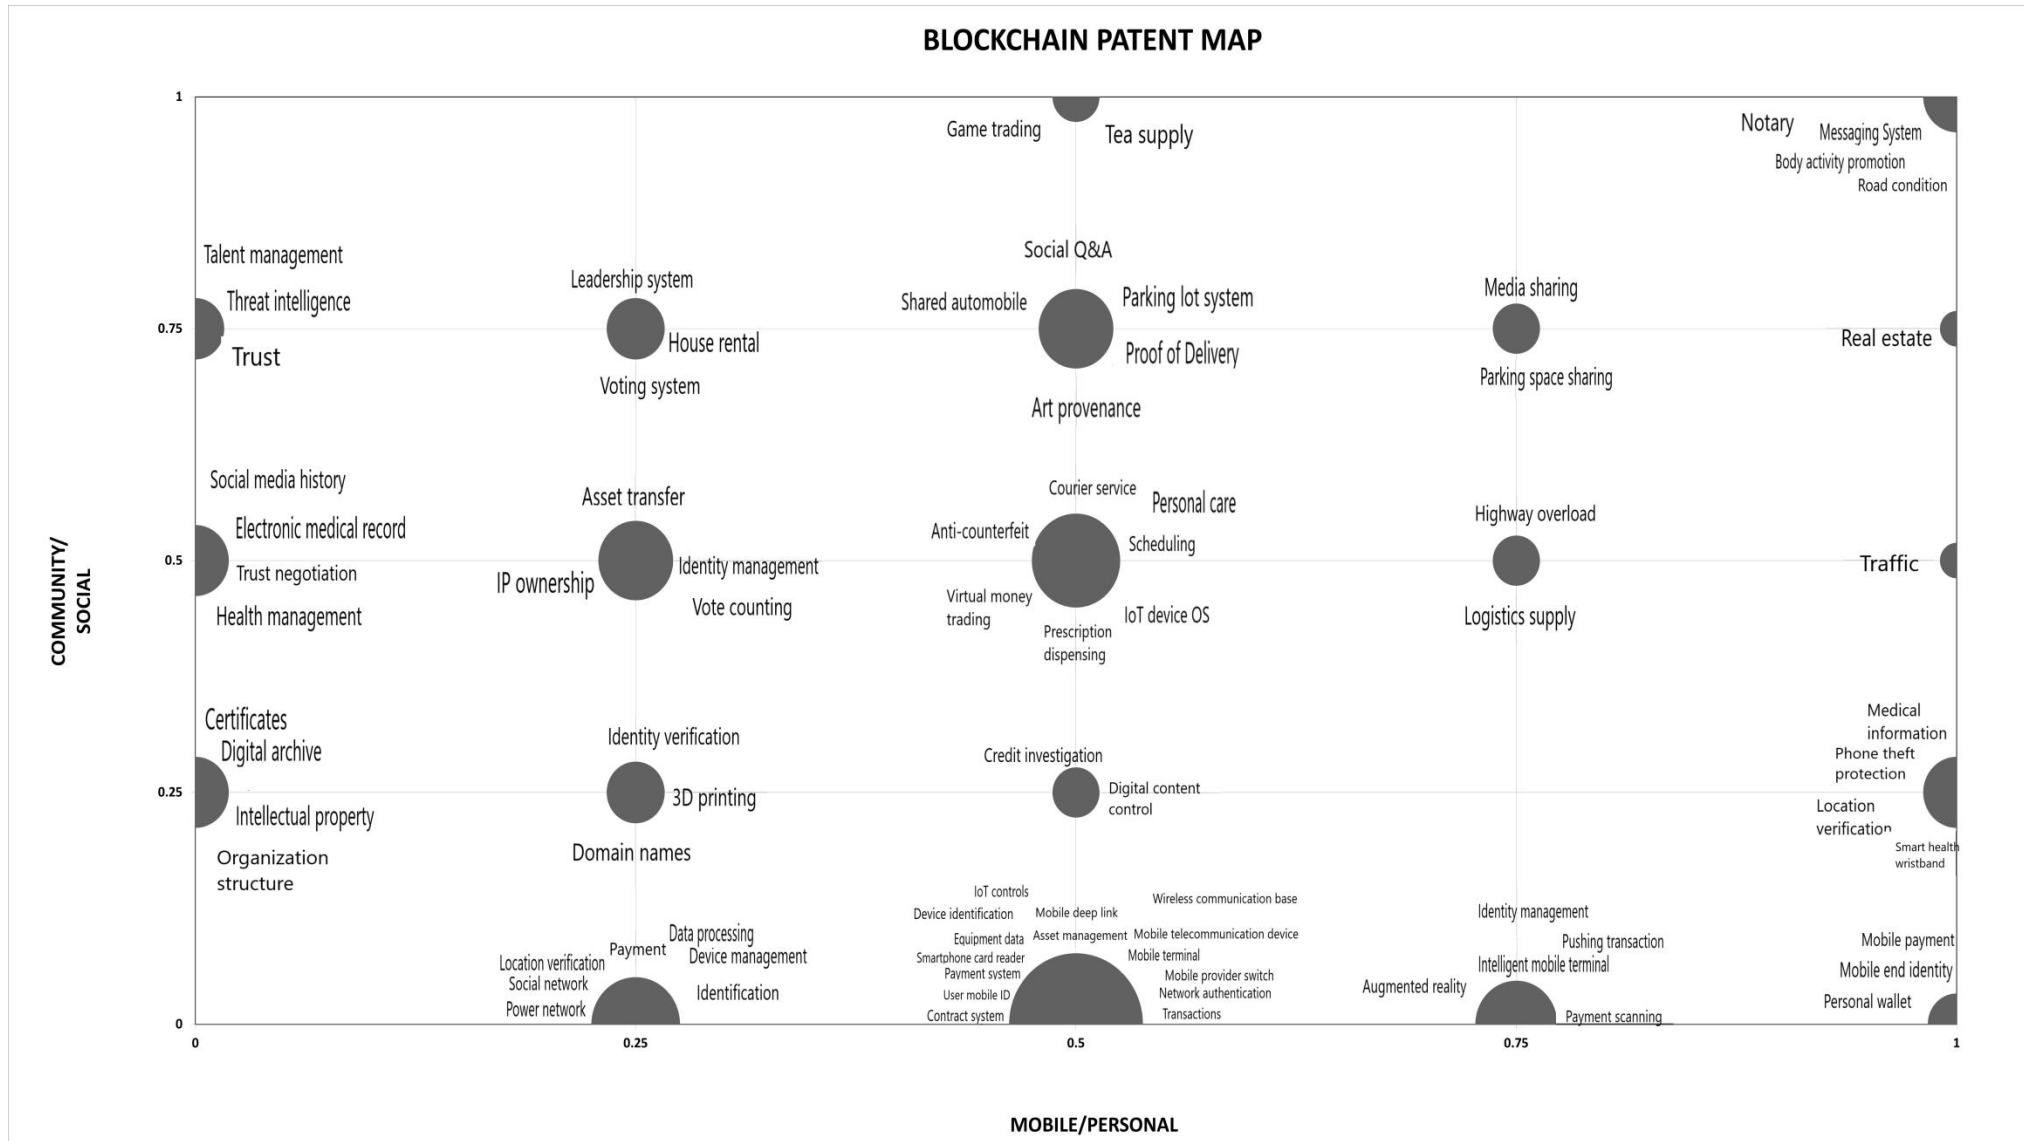 BLOCKCHAIN PATENT MAP
1
Game trading
Tea supply
Notary
Messaging System
Body activity promotion
Road condition
Talent management
Threat intelligence
Trust
0.75
Leadership system
House rental
Voting system
Social Q&A
Shared automobile
Parking lot system
Proof of Delivery
Art provenance
Media sharing
Parking space sharing
Real estate
COMMUNITY/
SOCIAL
0.5
Social media history
Electronic medical record
Trust negotiation
Health management
Asset transfer
IP ownership
Identity management
Vote counting
Courier service
Personal care
Anti-counterfeit
Scheduling
Virtual money
trading
IoT device OS
Prescription
dispensing
Highway overload
Logistics supply
Traffic
0.25
Certificates
Digital archive
Intellectual property
Organization
structure
Identity verification
3D printing
Domain names
Credit investigation
Digital content
control
Medical
information
Phone theft
protection
Location
verification
Smart health
wristband
0
Data processing
Payment
Device management
Location verification
Social network
Power network
Identification
IoT controls
Wireless communication base
Device identification
Mobile deep link
Equipment data
Asset management
Mobile telecommunication device
Smartphone card reader
Mobile terminal
Payment system
Mobile provider switch
User mobile ID
Network authentication
Contract system
Transactions
Identity management
Pushing transaction
Intelligent mobile terminal
Augmented reality
Payment scanning
Mobile payment
Mobile end identity
Personal wallet
0
0.25
0.5
0.75
1
MOBILE/PERSONAL